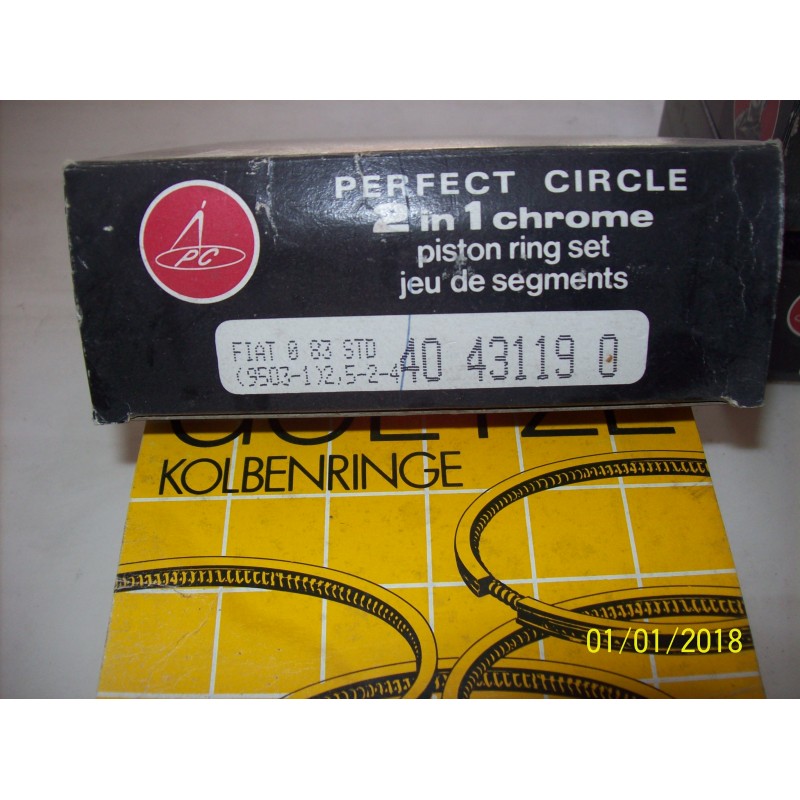 PERFECT CIRCLE
2 in 1 chrome
piston ring set
jeu de segments
PC
FIAT 0 83 STD
(9503-1)2,5-2-4
40 43119 0
GOETZE
KOLBENRINGE
01/01/2018